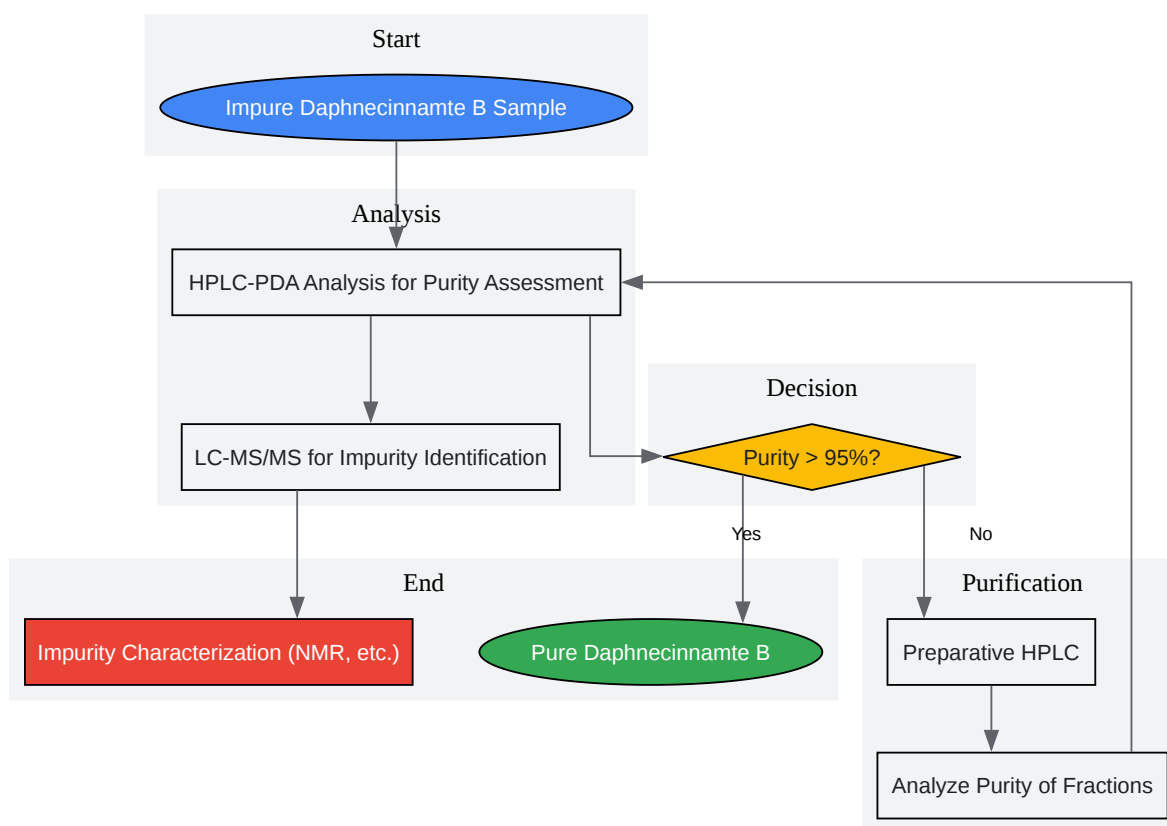 Start
Impure Daphnecinnamte B Sample
Analysis
HPLC-PDA Analysis for Purity Assessment
Decision
LC-MS/MS for Impurity Identification
Purity > 95%?
Yes
No
End
Purification
Impurity Characterization (NMR, etc.)
Pure Daphnecinnamte B
Preparative HPLC
Analyze Purity of Fractions